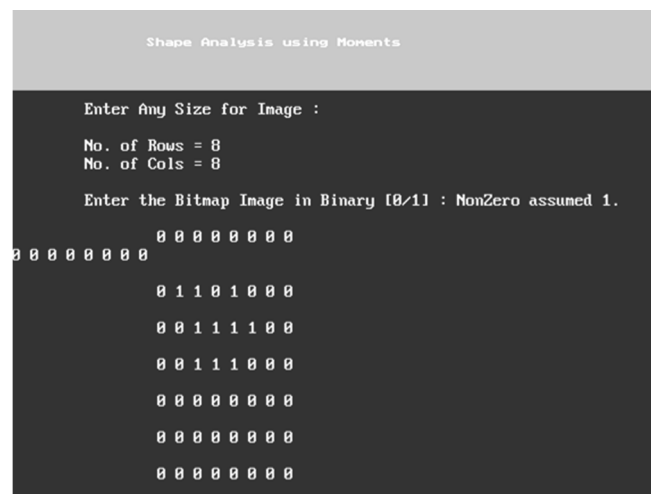 Shape Analysis using Moments
Enter Any Size for Image :
No. of Rows = 8
No. of Cols = 8
Enter the Bitmap Image in Binary [0/1] : NonZero assumed 1.
0 0 0 0 0 0 0 0
0 0 0 0 0 0 0 0
0 1 1 0 1 0 0 0
0 0 1 1 1 1 0 0
0 0 1 1 1 0 0 0
0 0 0 0 0 0 0 0
0 0 0 0 0 0 0 0
0 0 0 0 0 0 0 0